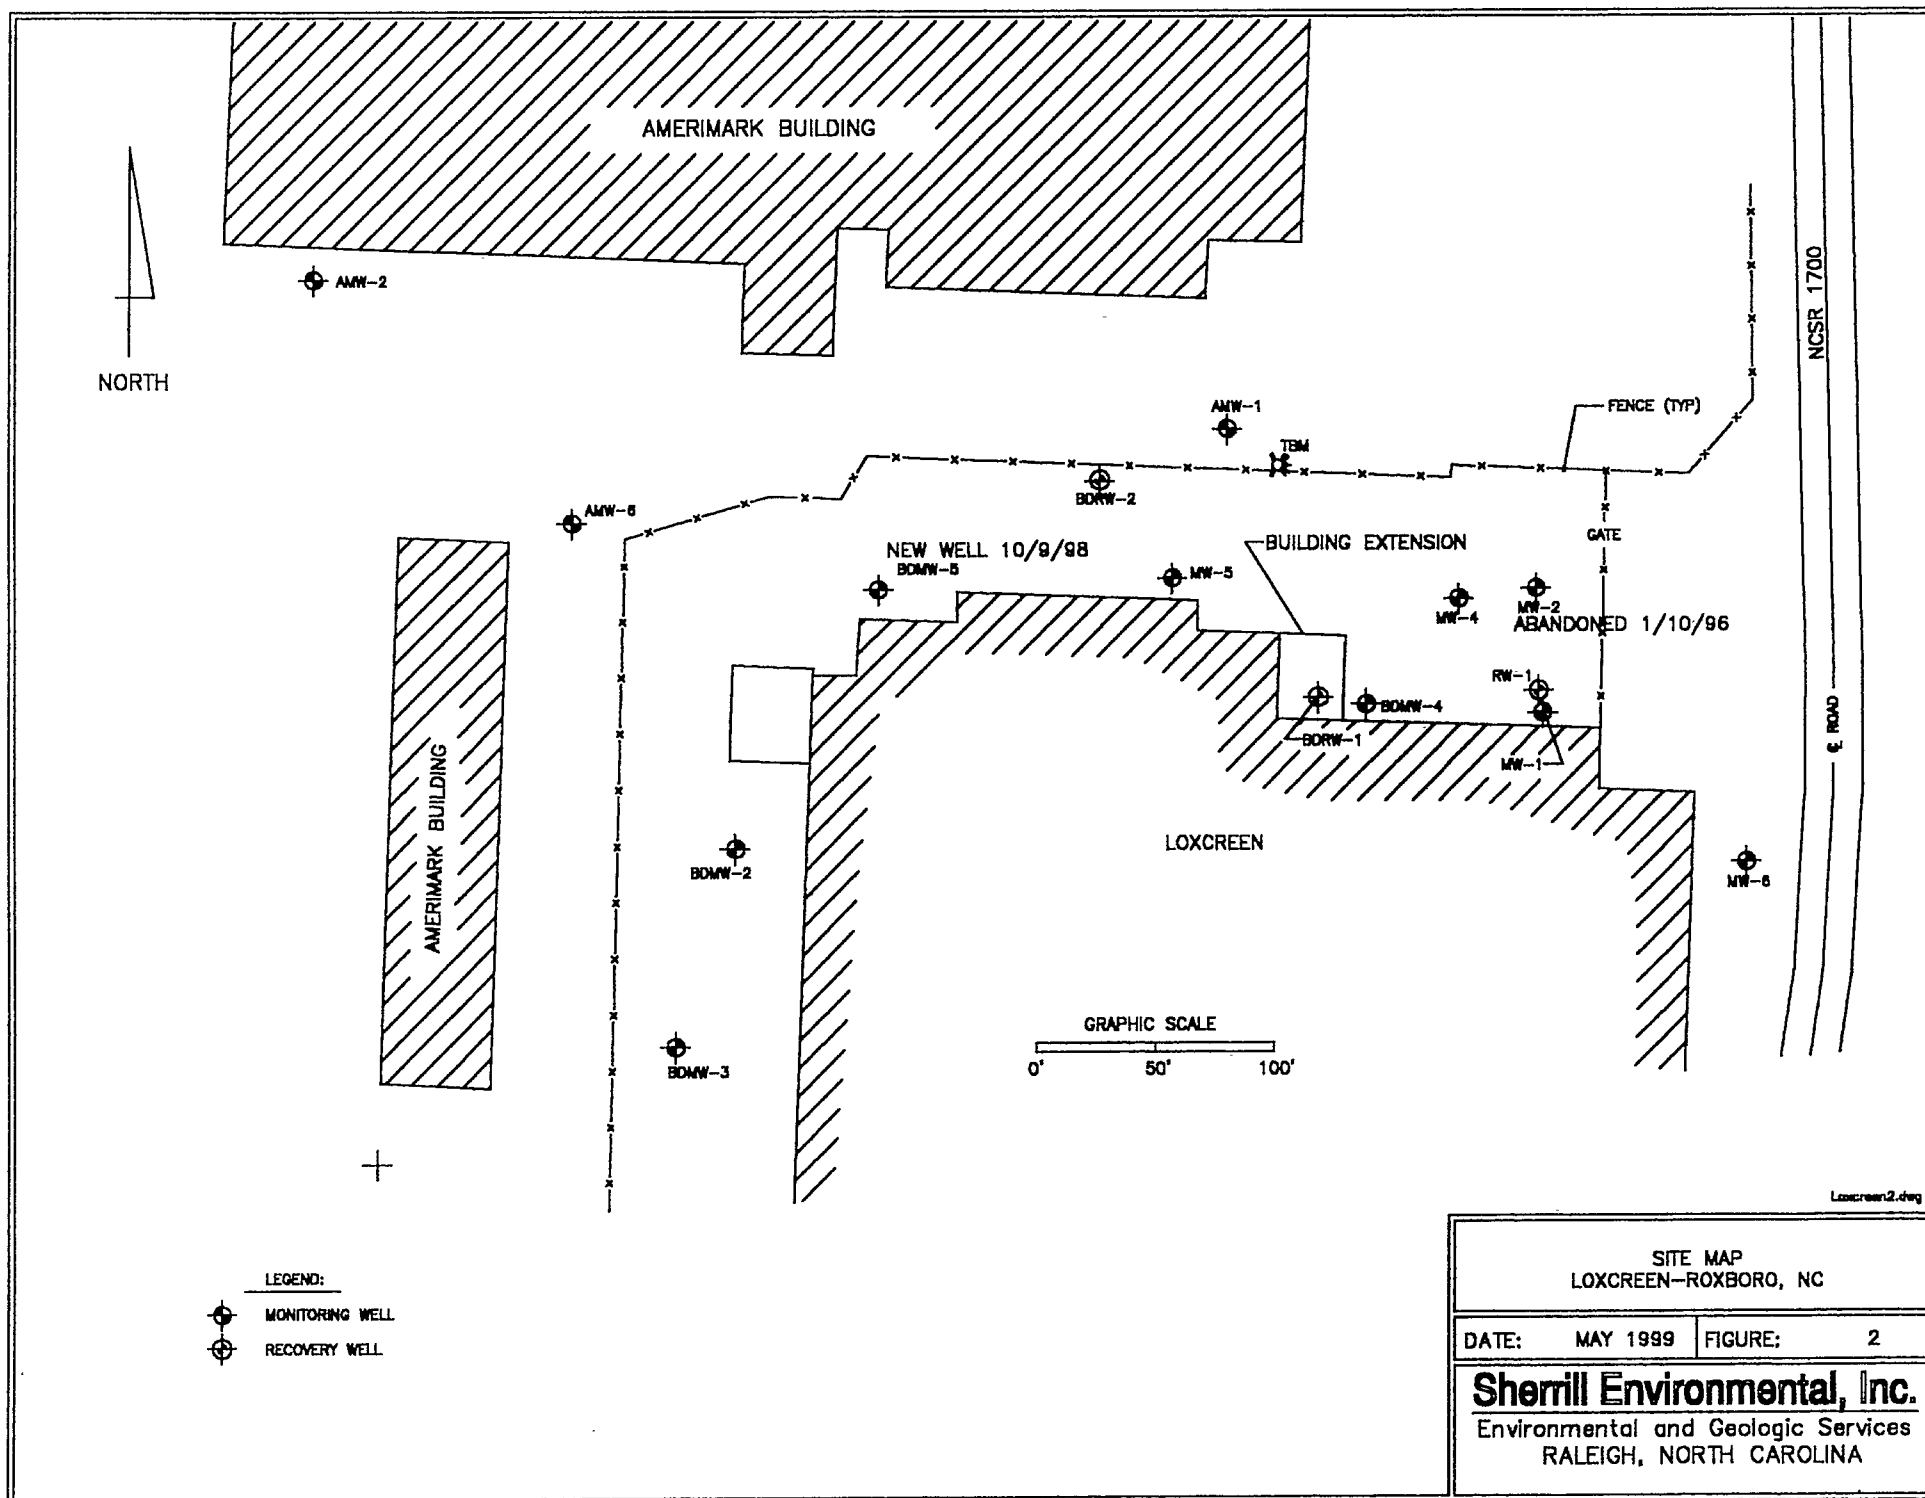 AMERIMARK BUILDING
AMW-2
NORTH
NCSR 1700
AMW-1
FENCE (TYP)
TBM
BDRW-2
AMW-6
GATE
NEW WELL 10/9/98
BUILDING EXTENSION
BDMW-5
MW-5
MW-4
MW-2
ABANDONED 1/10/96
RW-1
BDMW-4
BDRW-1
MW-1
℄ ROAD
AMERIMARK BUILDING
LOXCREEN
BDMW-2
MW-6
GRAPHIC SCALE
0' 50' 100'
BDMW-3
Loxcreen2.dwg
LEGEND:
MONITORING WELL
RECOVERY WELL
SITE MAP
LOXCREEN-ROXBORO, NC
DATE: MAY 1999 FIGURE: 2
Sherrill Environmental, Inc.
Environmental and Geologic Services
RALEIGH, NORTH CAROLINA